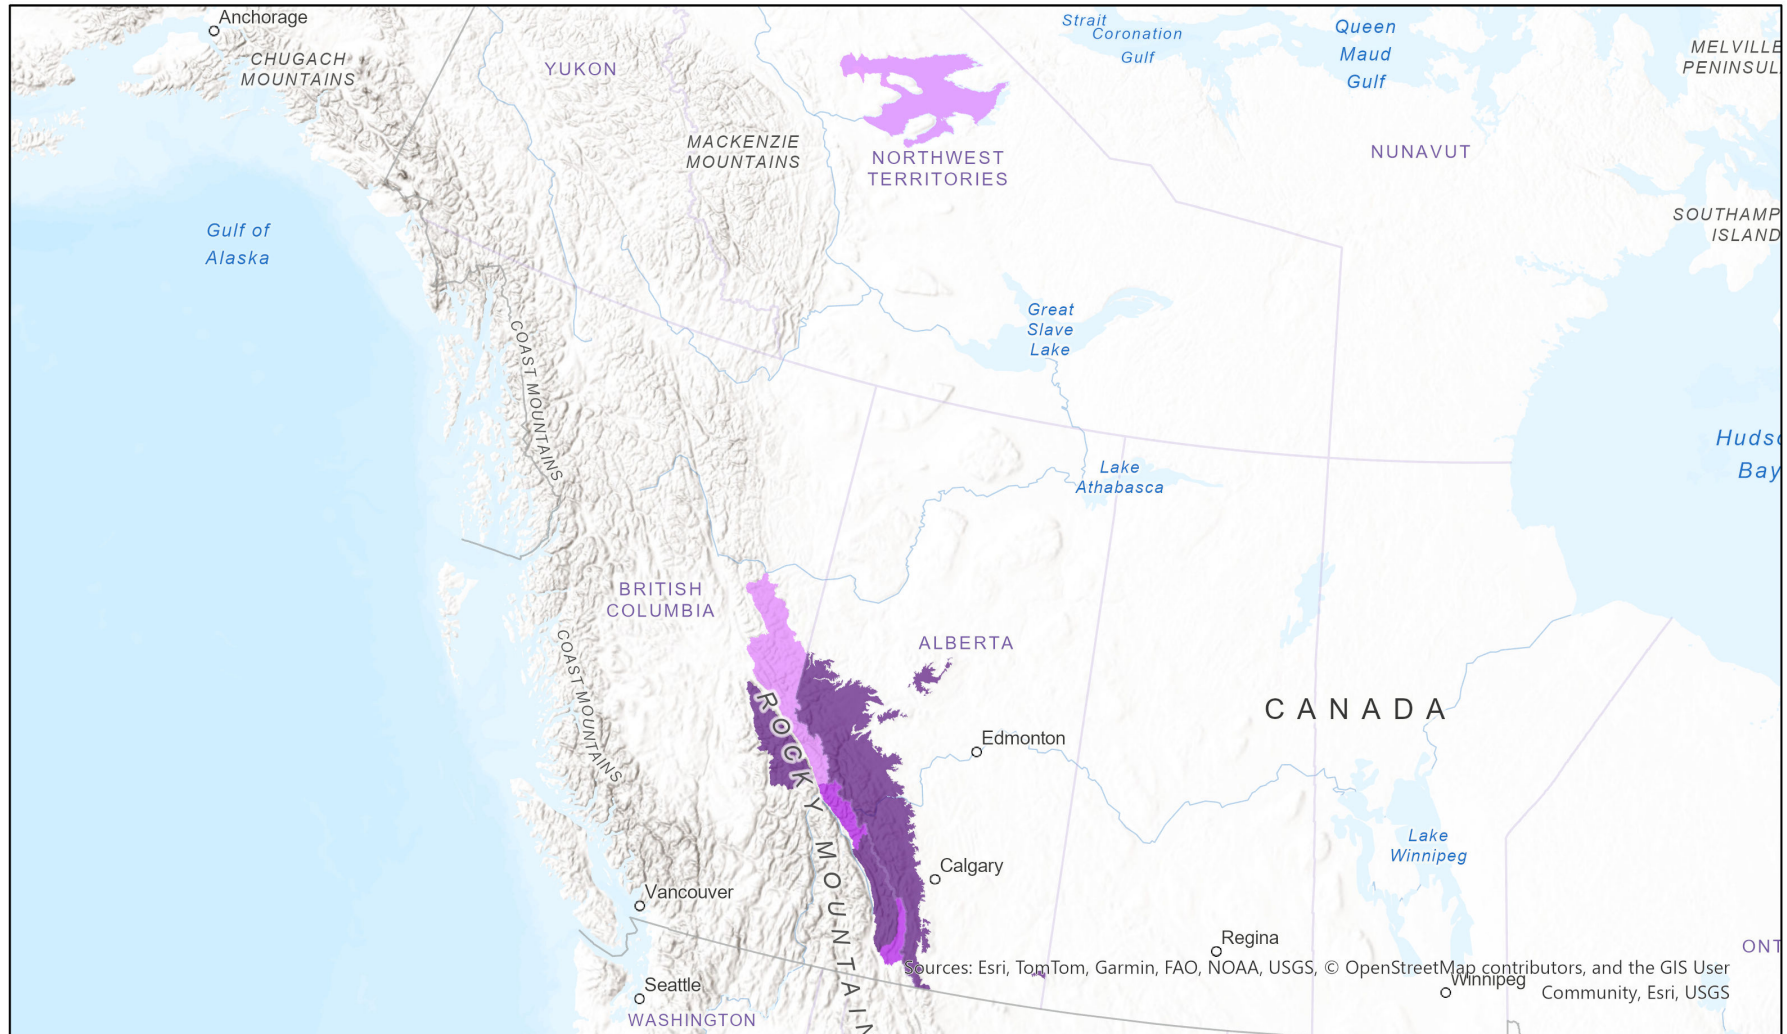 Anchorage
CHUGACH
MOUNTAINS
YUKON
Strait
Coronation
Gulf
Queen
Maud
Gulf
MELVILLE
PENINSUL
MACKENZIE
MOUNTAINS
NORTHWEST
TERRITORIES
NUNAVUT
Gulf of
Alaska
SOUTHAMP
ISLAND
Great
Slave
Lake
COAST MOUNTAINS
Lake
Athabasca
Huds
Bay
BRITISH
COLUMBIA
ALBERTA
COAST MOUNTAINS
ROCKY MOUNTAIN
CANADA
Edmonton
Lake
Winnipeg
Calgary
Vancouver
Regina
ONT
Sources: Esri, TomTom, Garmin, FAO, NOAA, USGS, © OpenStreetMap contributors, and the GIS User
Community, Esri, USGS
Winnipeg
Seattle
WASHINGTON